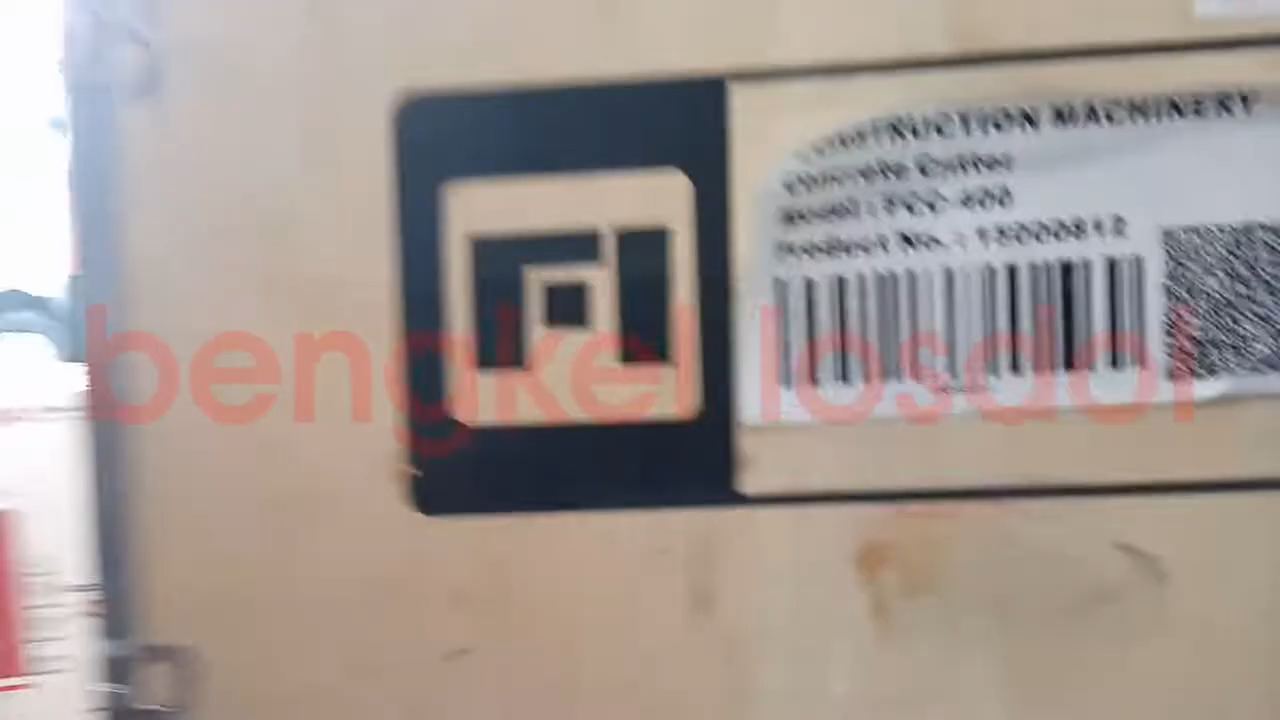 CONSTRUCTION MACHINERY
Concrete Cutter
Model : PCC-400
Product No. : 15000812
bengkel losdol